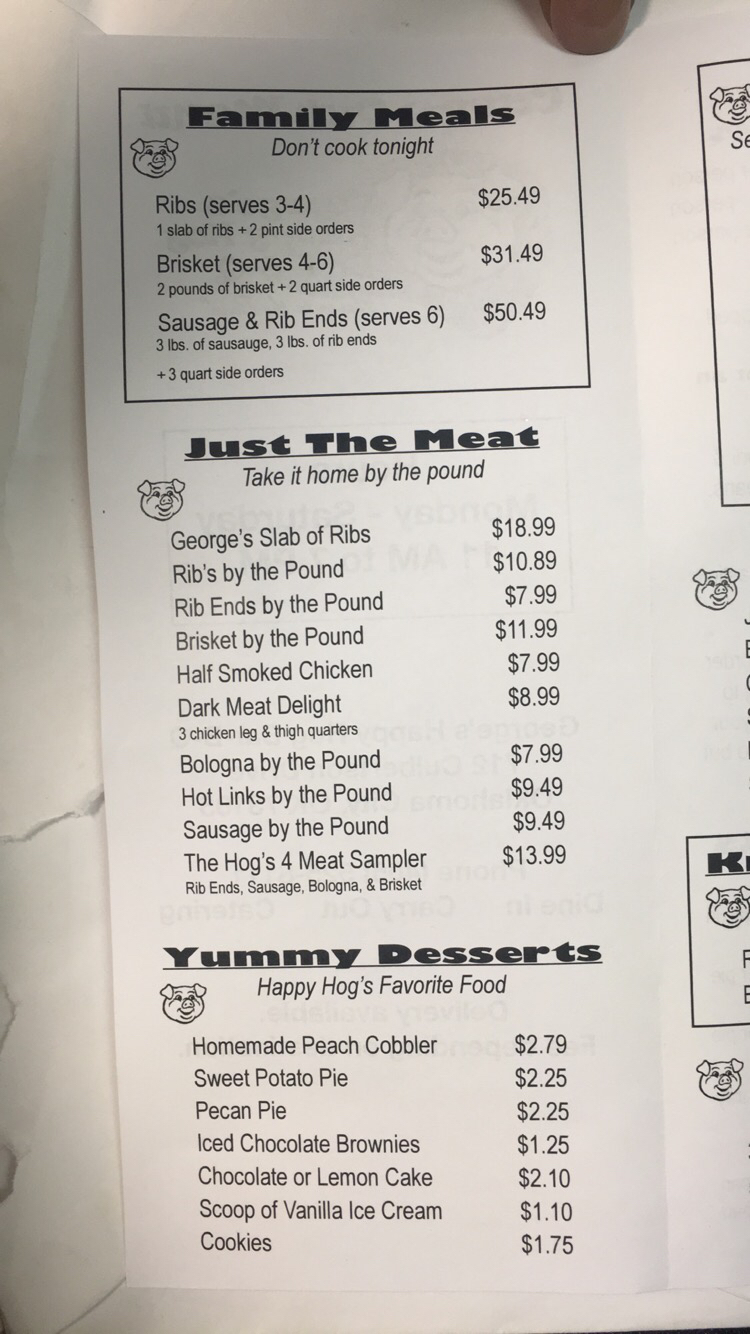 Family Meals
Don't cook tonight
Ribs (serves 3-4) $25.49
1 slab of ribs + 2 pint side orders
Brisket (serves 4-6) $31.49
2 pounds of brisket + 2 quart side orders
Sausage & Rib Ends (serves 6) $50.49
3 lbs. of sausauge, 3 lbs. of rib ends
+ 3 quart side orders
Just The Meat
Take it home by the pound
George's Slab of Ribs $18.99
Rib's by the Pound $10.89
Rib Ends by the Pound $7.99
Brisket by the Pound $11.99
Half Smoked Chicken $7.99
Dark Meat Delight $8.99
3 chicken leg & thigh quarters
Bologna by the Pound $7.99
Hot Links by the Pound $9.49
Sausage by the Pound $9.49
The Hog's 4 Meat Sampler $13.99
Rib Ends, Sausage, Bologna, & Brisket
Yummy Desserts
Happy Hog's Favorite Food
Homemade Peach Cobbler $2.79
Sweet Potato Pie $2.25
Pecan Pie $2.25
Iced Chocolate Brownies $1.25
Chocolate or Lemon Cake $2.10
Scoop of Vanilla Ice Cream $1.10
Cookies $1.75